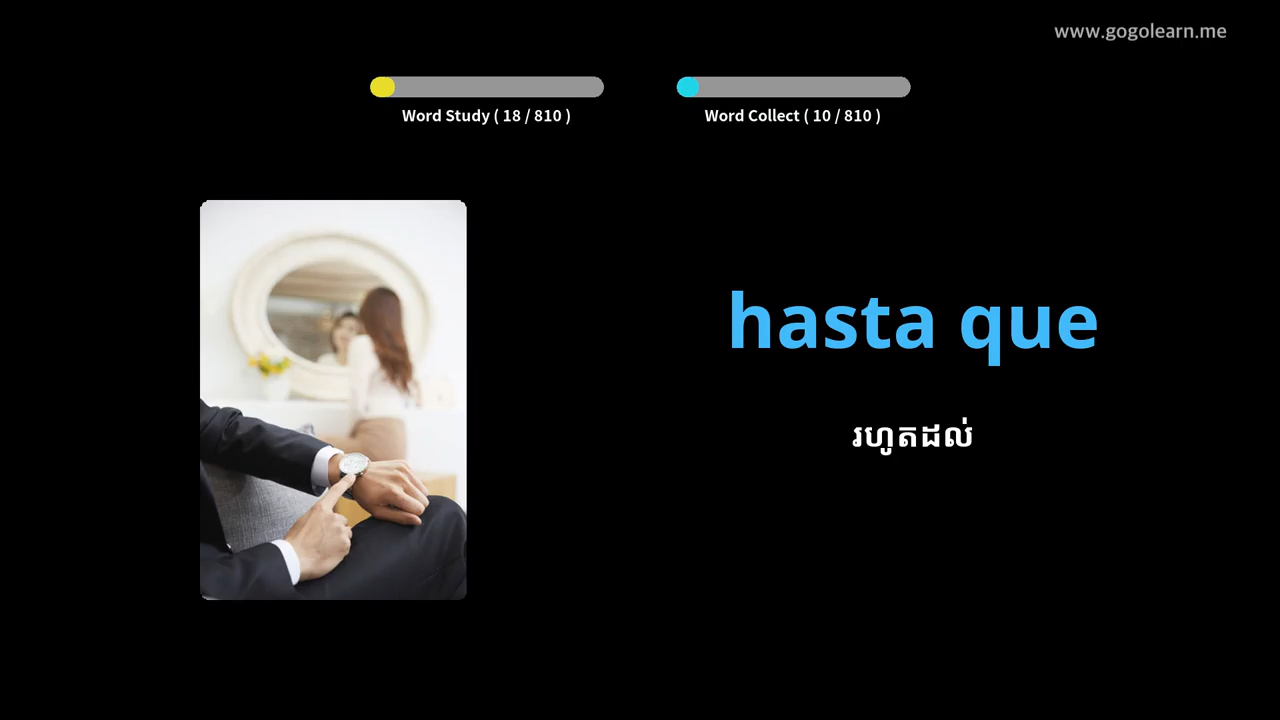 www.gogolearn.me
Word Study ( 18 / 810 )
Word Collect ( 10 / 810 )
hasta que
រហូតដល់